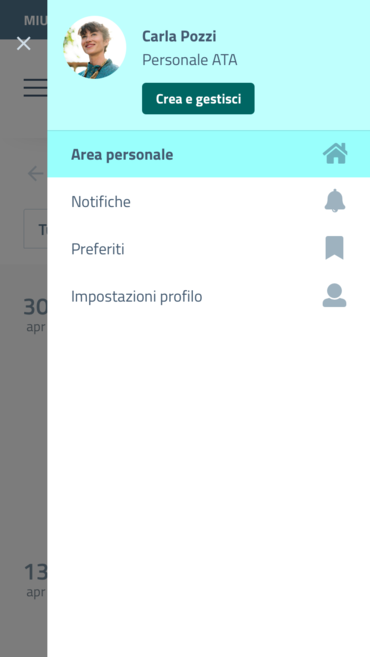 MIU
Carla Pozzi
Personale ATA
Crea e gestisci
Area personale
Notifiche
Preferiti
Impostazioni profilo
30
apr
13
apr